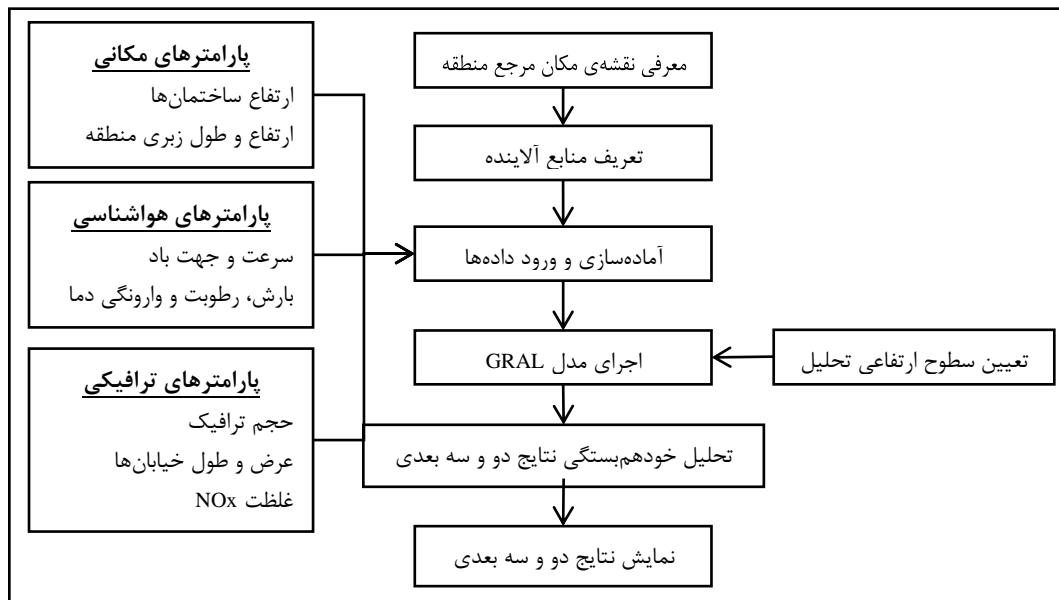 پارامترهای مکانی
ارتفاع ساختمان‌ها
ارتفاع و طول زبری منطقه
پارامترهای هواشناسی
سرعت و جهت باد
بارش، رطوبت و وارونگی دما
پارامترهای ترافیکی
حجم ترافیک
عرض و طول خیابان‌ها
غلظت NOx
معرفی نقشه‌ی مکان مرجع منطقه
تعریف منابع آلاینده
آماده‌سازی و ورود داده‌ها
اجرای مدل GRAL
تعیین سطوح ارتفاعی تحلیل
تحلیل خودهم‌بستگی نتایج دو و سه بعدی
نمایش نتایج دو و سه بعدی